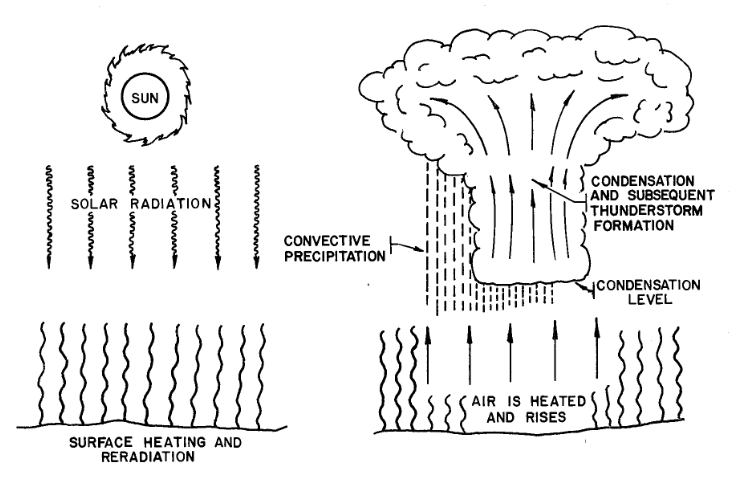 SUN
SOLAR RADIATION
SURFACE HEATING AND
RERADIATION
CONDENSATION
AND SUBSEQUENT
THUNDERSTORM
FORMATION
CONVECTIVE
PRECIPITATION
CONDENSATION
LEVEL
AIR IS HEATED
AND RISES